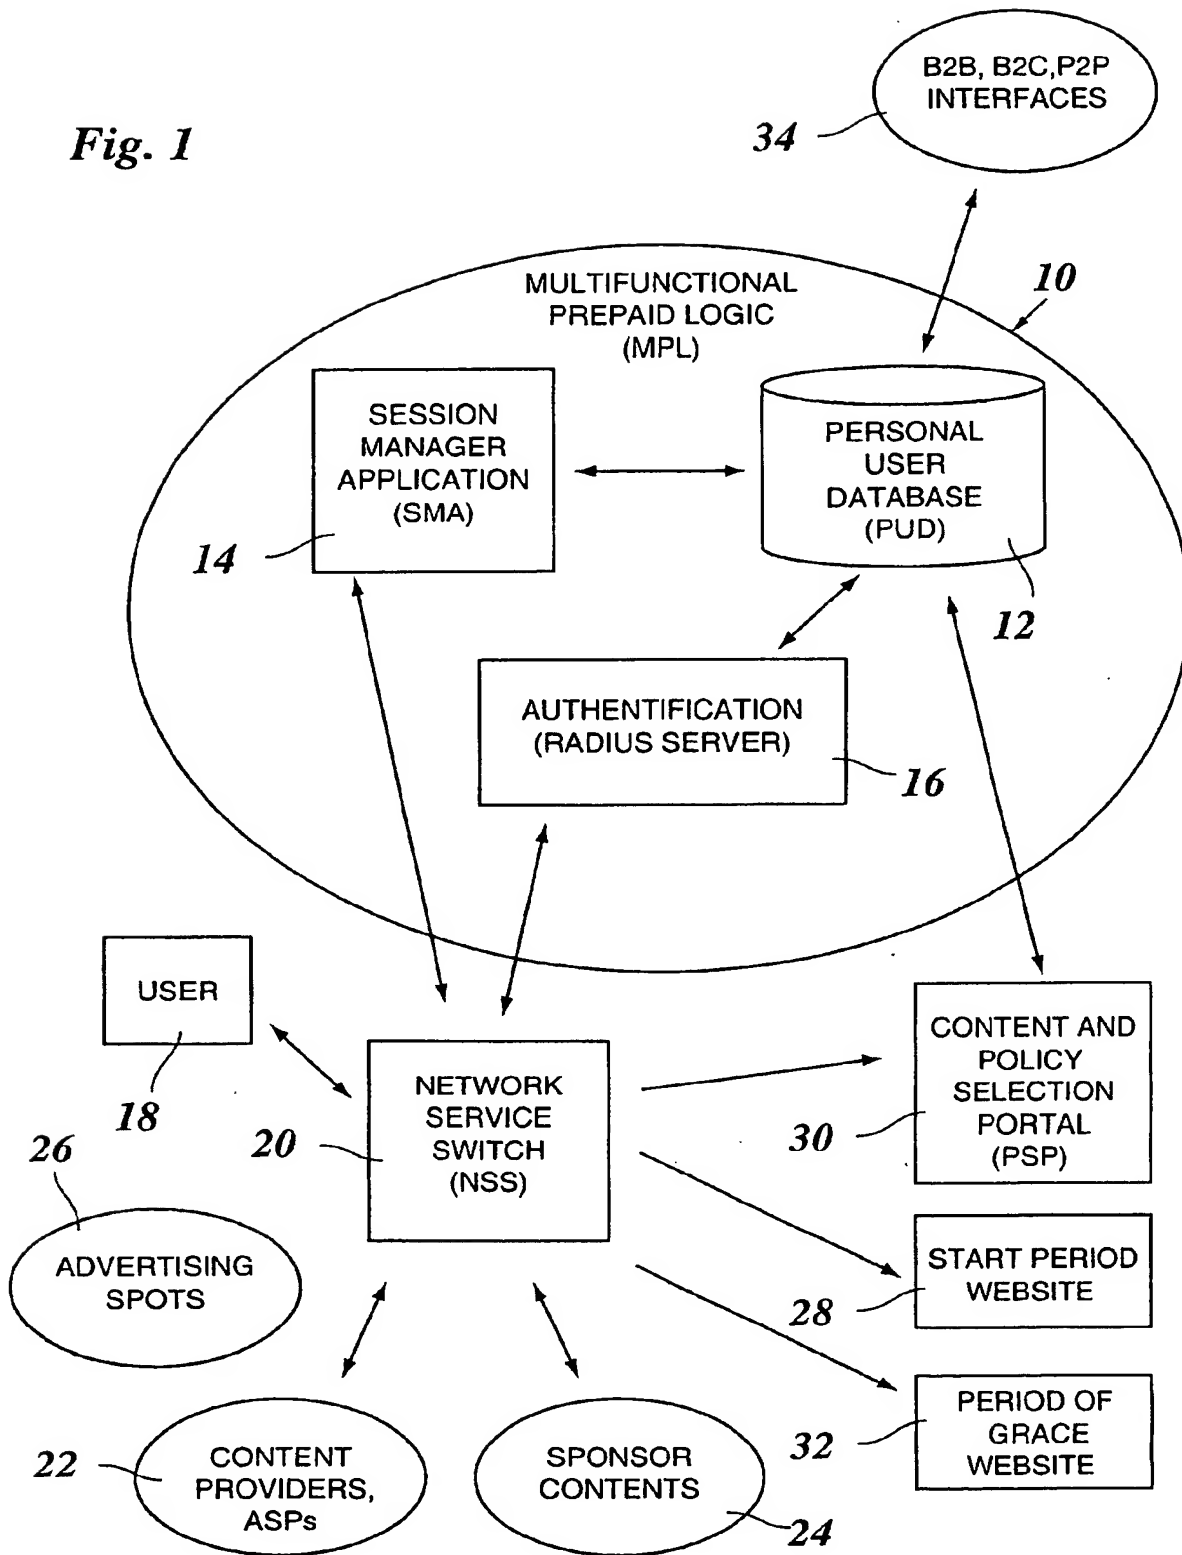 B2B, B2C,P2P
INTERFACES
34
Fig. 1
10
MULTIFUNCTIONAL
PREPAID LOGIC
(MPL)
SESSION
MANAGER
APPLICATION
(SMA)
14
PERSONAL
USER
DATABASE
(PUD)
12
AUTHENTIFICATION
(RADIUS SERVER)
16
USER
18
NETWORK
SERVICE
SWITCH
(NSS)
20
CONTENT AND
POLICY
SELECTION
PORTAL
(PSP)
30
26
ADVERTISING
SPOTS
START PERIOD
WEBSITE
28
PERIOD OF
GRACE
WEBSITE
32
22
CONTENT
PROVIDERS,
ASPs
SPONSOR
CONTENTS
24